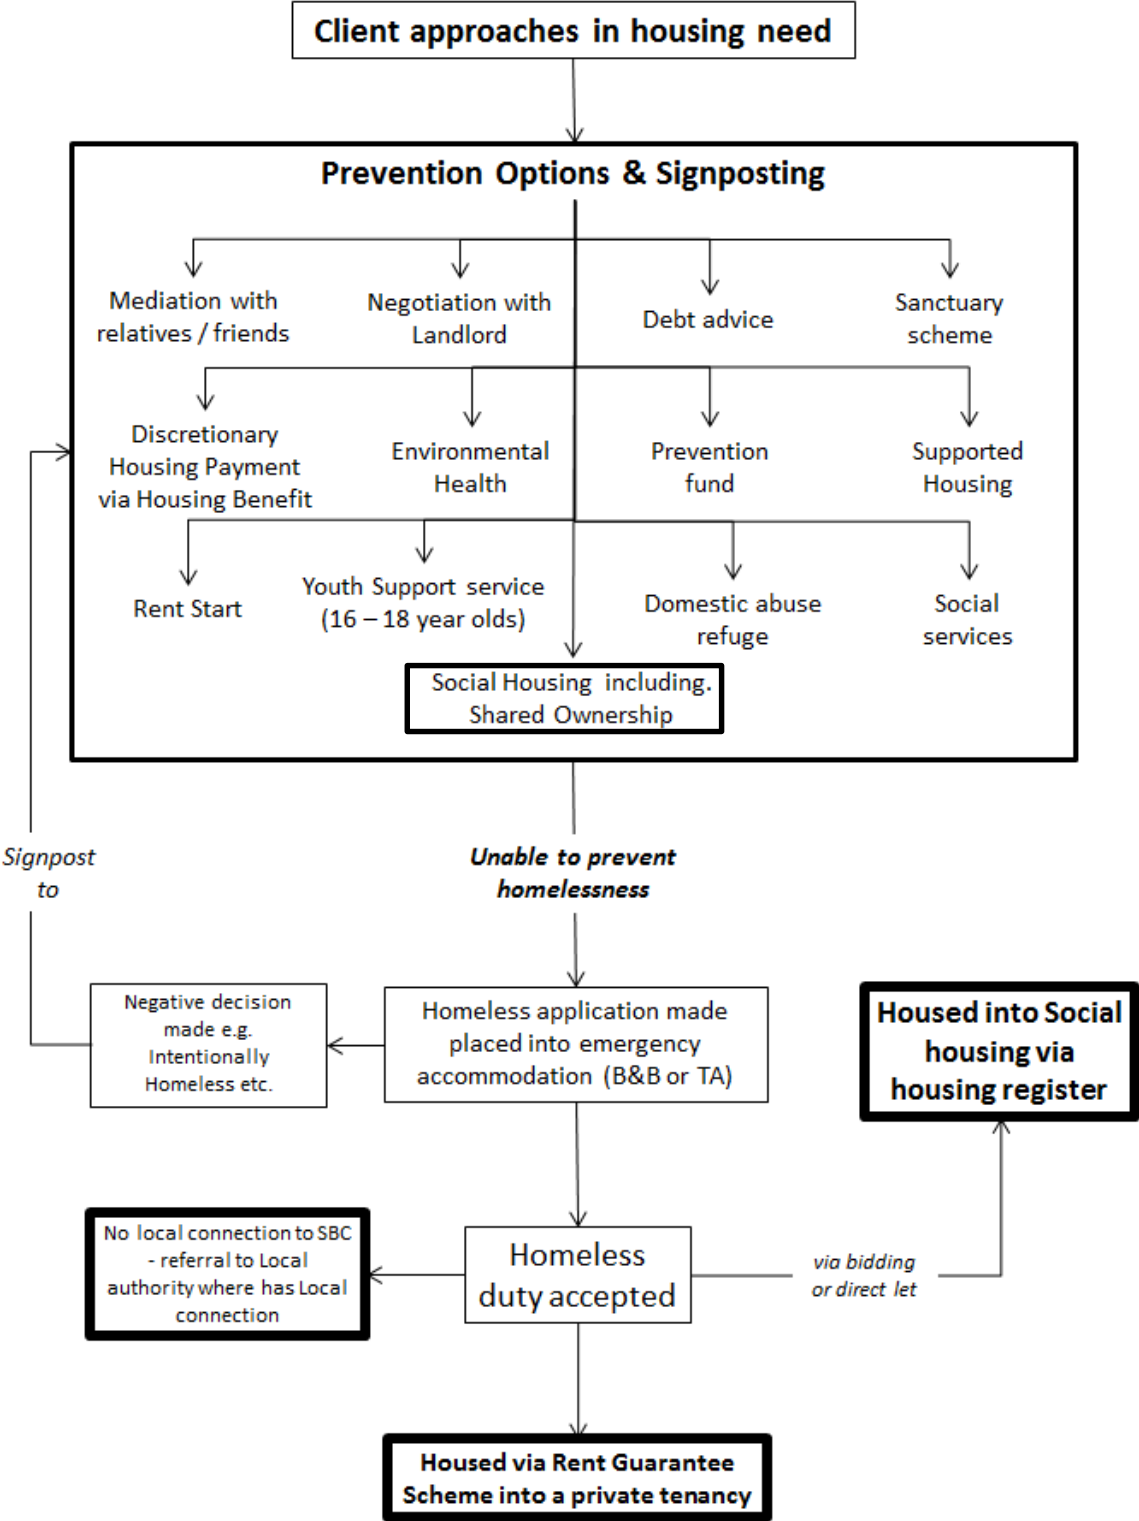 Client approaches in housing need
Prevention Options & Signposting
Mediation with
relatives / friends
Negotiation with
Landlord
Debt advice
Sanctuary
scheme
Discretionary
Housing Payment
via Housing Benefit
Environmental
Health
Prevention
fund
Supported
Housing
Rent Start
Youth Support service
(16 – 18 year olds)
Domestic abuse
refuge
Social
services
Social Housing including.
Shared Ownership
Signpost
to
Unable to prevent
homelessness
Negative decision
made e.g.
Intentionally
Homeless etc.
Homeless application made
placed into emergency
accommodation (B&B or TA)
Housed into Social
housing via
housing register
No local connection to SBC
- referral to Local
authority where has Local
connection
Homeless
duty accepted
via bidding
or direct let
Housed via Rent Guarantee
Scheme into a private tenancy